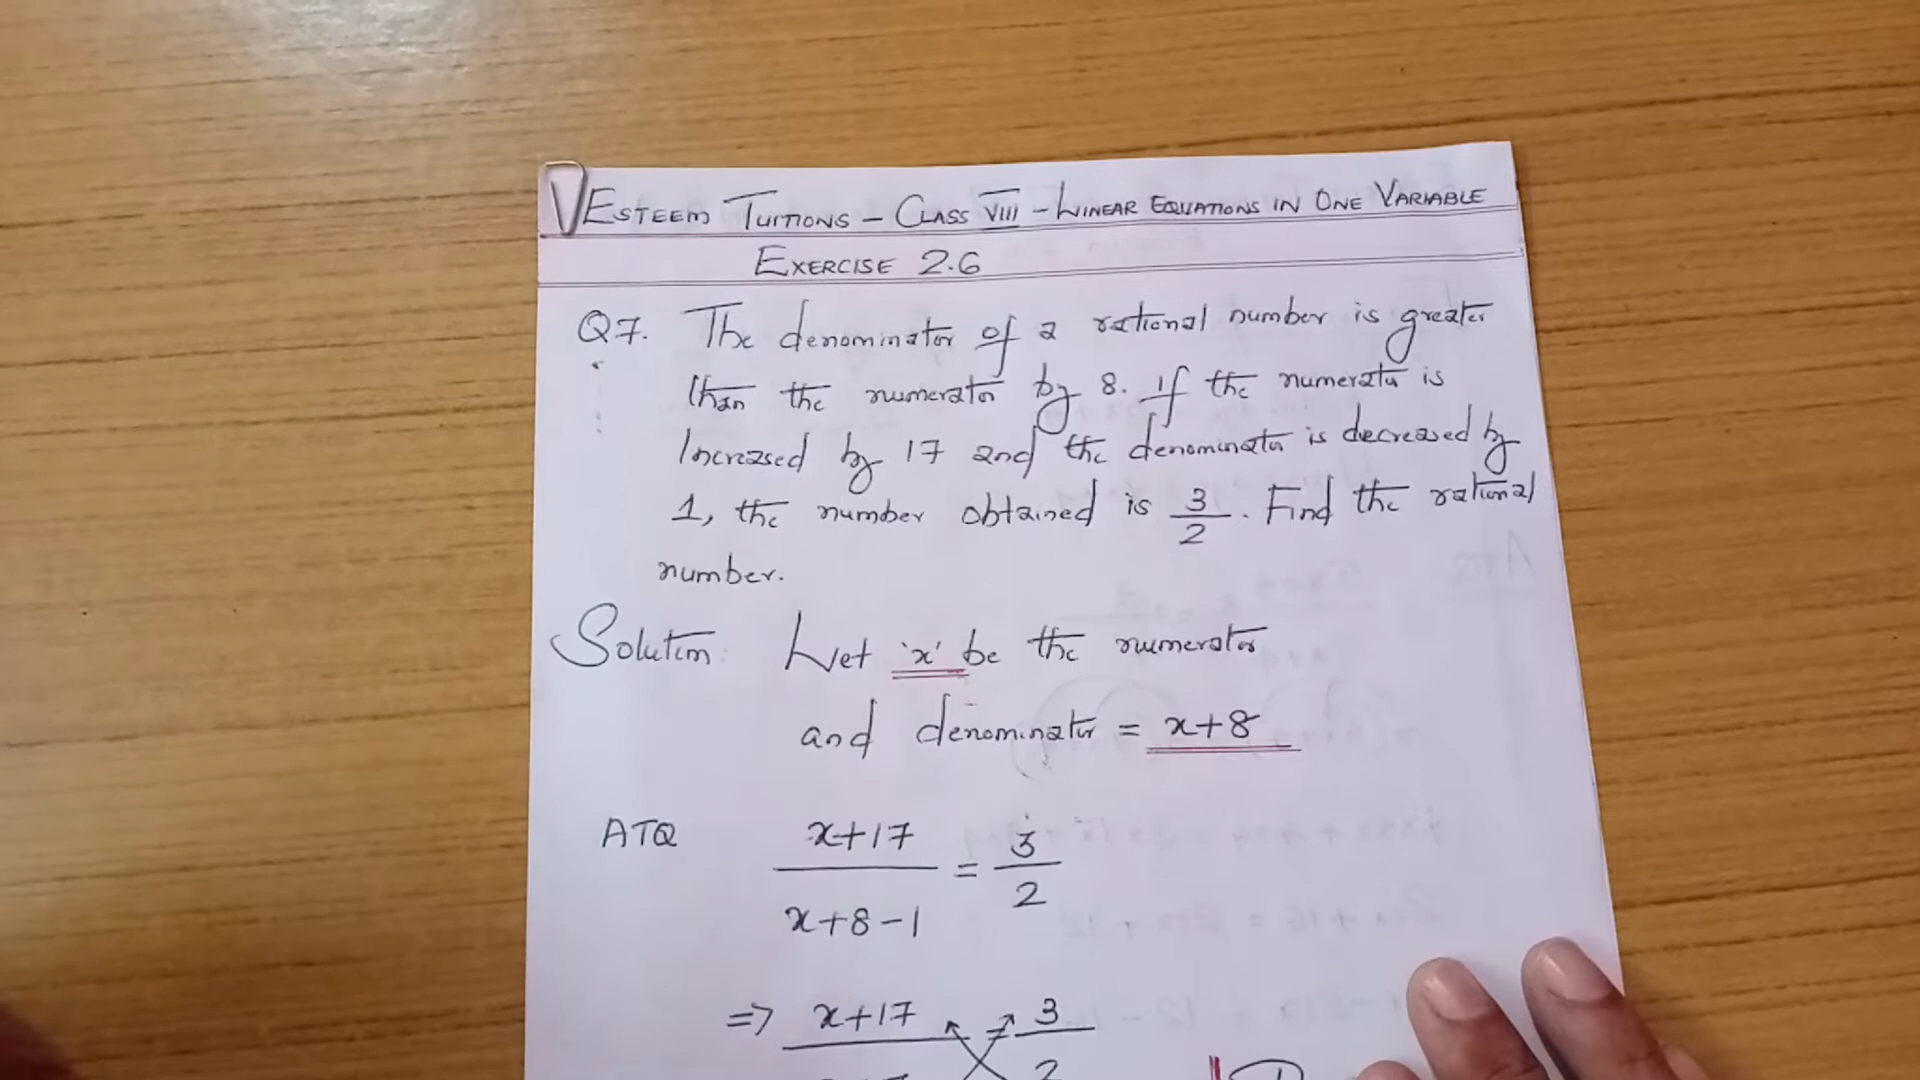 ESTEEM TUITIONS – CLASS VIII – LINEAR EQUATIONS IN ONE VARIABLE
EXERCISE 2.6
Q7. The denominator of a rational number is greater
than the numerator by 8. If the numerator is
increased by 17 and the denominator is decreased by
1, the number obtained is 3/2. Find the rational
number.
Solution: Let 'x' be the numerator
and denominator = x+8
ATQ x+17/x+8-1 = 3/2
=> x+17 = 3
2